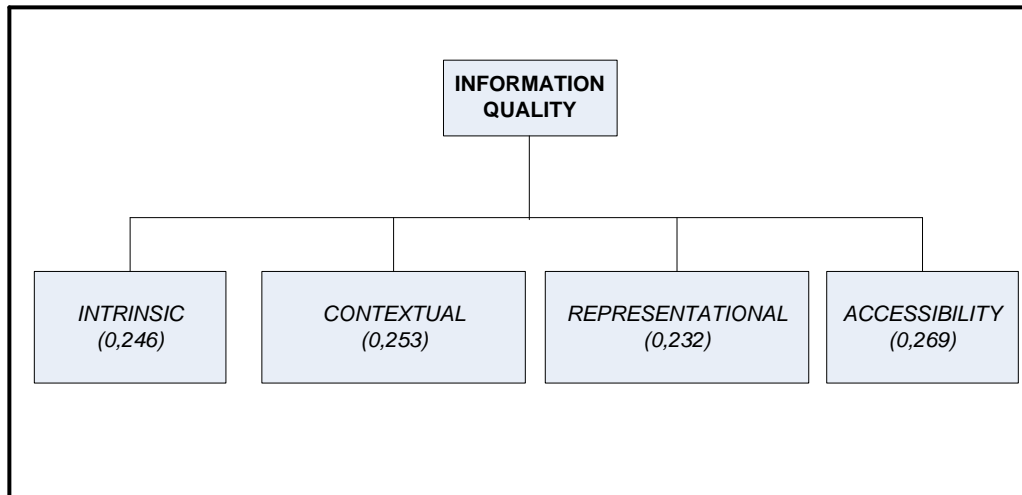 INFORMATION
QUALITY
INTRINSIC
(0,246)
CONTEXTUAL
(0,253)
REPRESENTATIONAL
(0,232)
ACCESSIBILITY
(0,269)